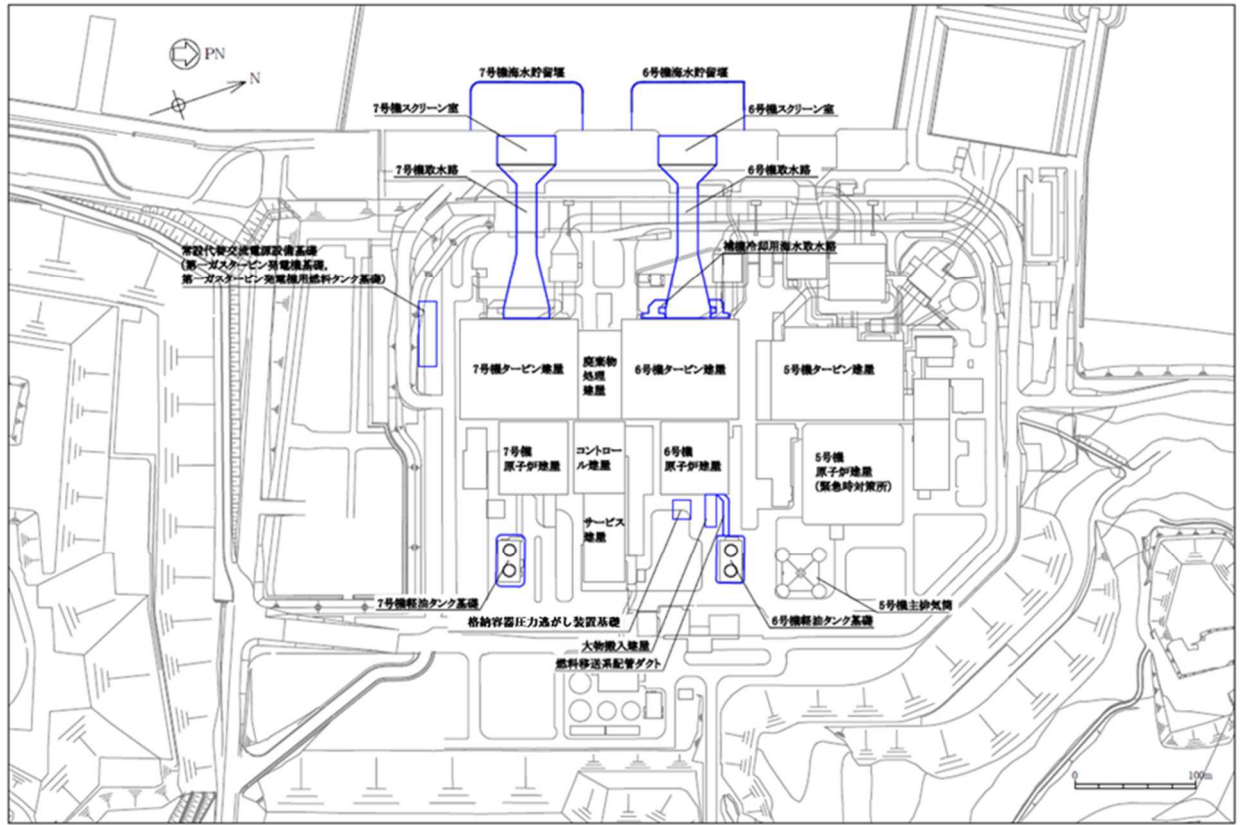 PN
N
7号機海水貯留堰
6号機海水貯留堰
7号機スクリーン室
6号機スクリーン室
7号機取水路
6号機取水路
補機冷却用海水取水路
常設代替交流電源設備基礎
(第一ガスタービン発電機基礎,
第一ガスタービン発電機用燃料タンク基礎)
7号機タービン建屋
廃棄物
処理
建屋
6号機タービン建屋
5号機タービン建屋
7号機
原子炉建屋
コントロー
ル建屋
6号機
原子炉建屋
5号機
原子炉建屋
(緊急時対策所)
サービス
建屋
7号機軽油タンク基礎
5号機主排気筒
格納容器圧力逃がし装置基礎
6号機軽油タンク基礎
大物搬入建屋
燃料移送系配管ダクト
0
100m